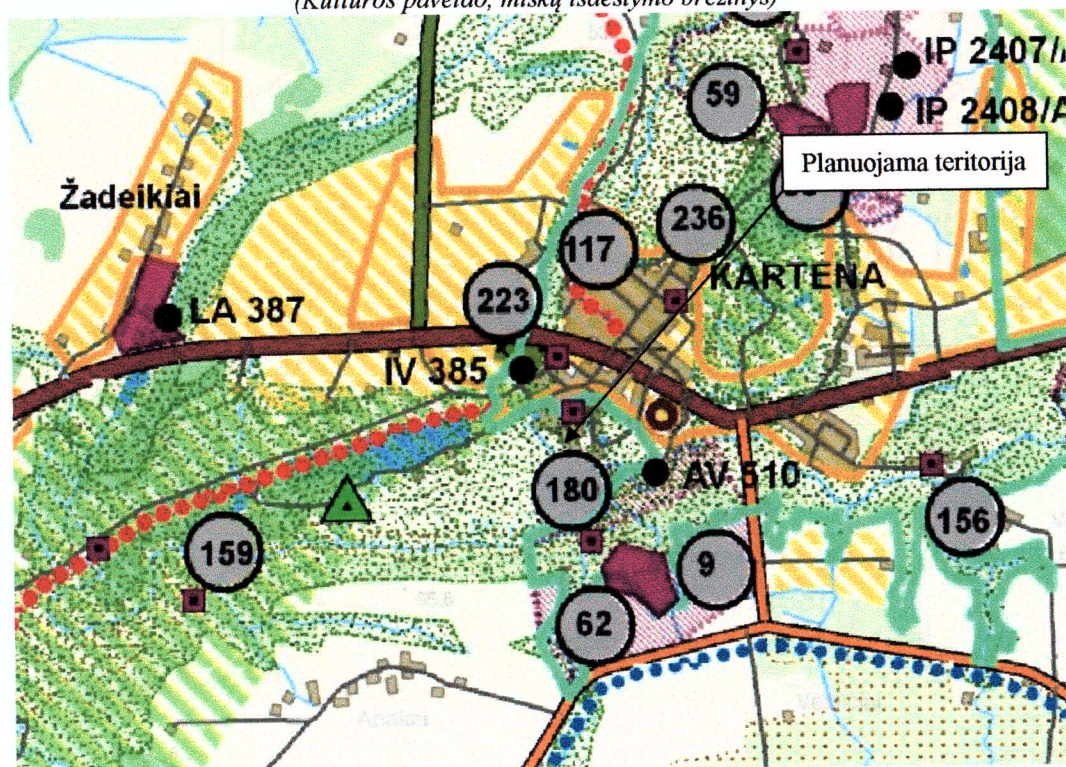 (Kultūros paveldo, miškų išdėstymo brėžinys)
IP 2407/
59
IP 2408/A
Planuojama teritorija
Žadeikiai
236
117
KARTENA
223
LA 387
IV 385
AV 510
180
156
159
9
62